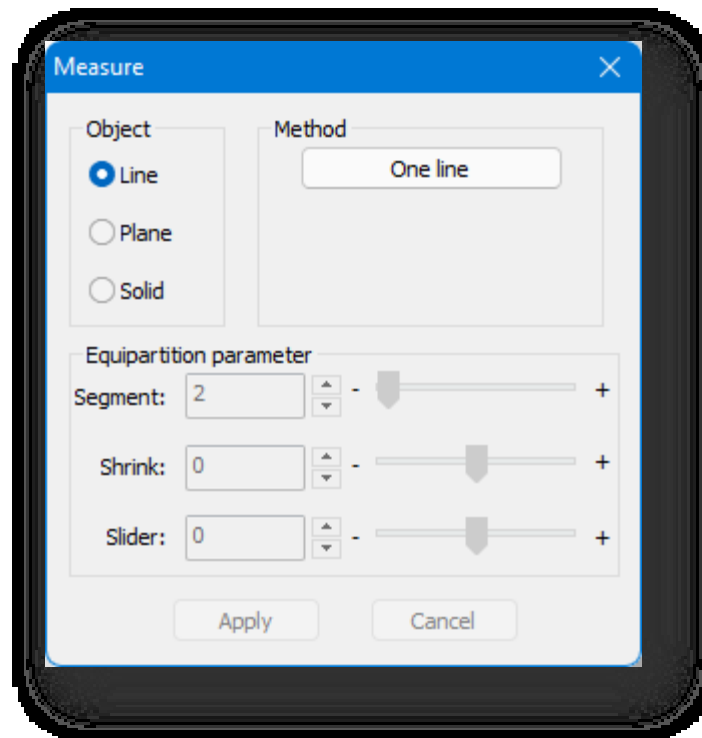 Measure
Object
Line
Plane
Solid
Method
One line
Equipartition parameter
Segment: 2 - +
Shrink: 0 - +
Slider: 0 - +
Apply Cancel